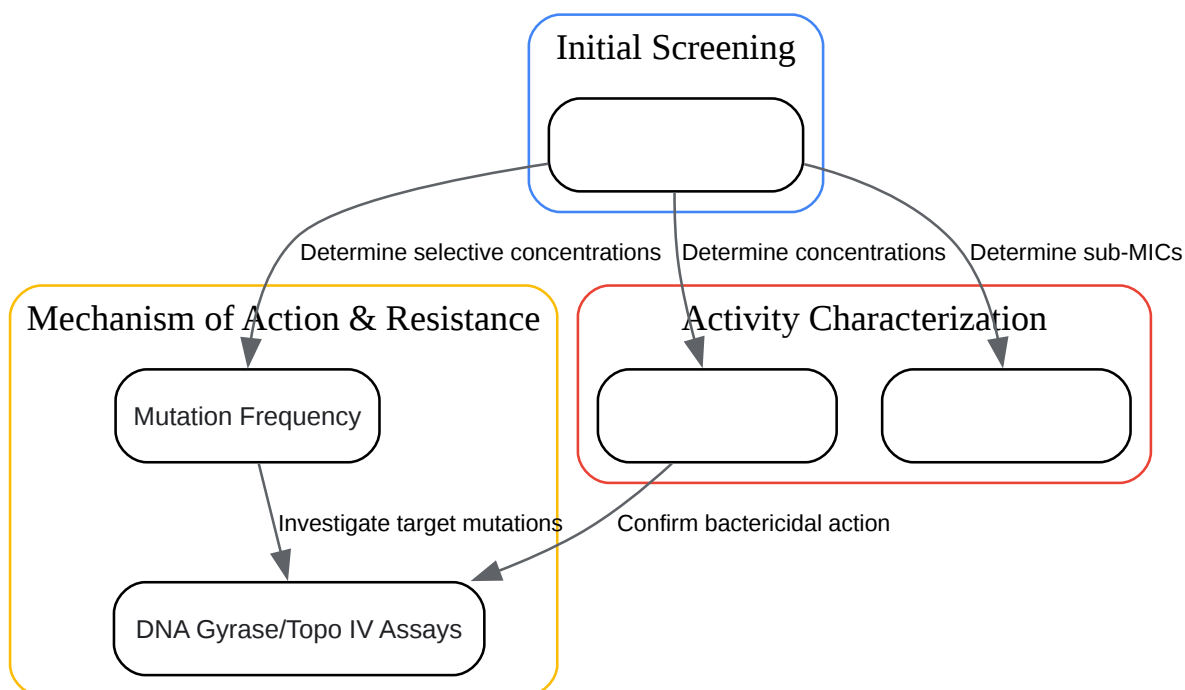 Initial Screening
Determine selective concentrations
Determine concentrations
Determine sub-MICs
Mechanism of Action & Resistance
Activity Characterization
Mutation Frequency
Investigate target mutations
Confirm bactericidal action
DNA Gyrase/Topo IV Assays